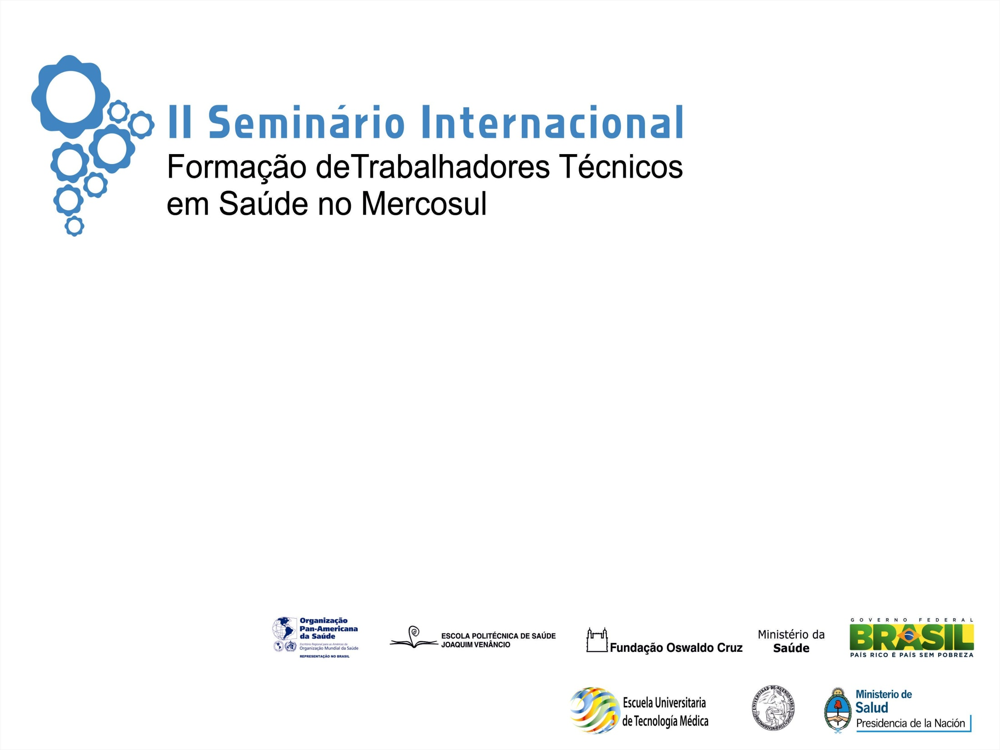 II Seminário Internacional
Formação deTrabalhadores Técnicos
em Saúde no Mercosul
Organização
Pan-Americana
da Saúde
Escritório Regional para as Américas da
Organização Mundial da Saúde
REPRESENTAÇÃO NO BRASIL
ESCOLA POLITÉCNICA DE SAÚDE
JOAQUIM VENÂNCIO
Fundação Oswaldo Cruz
Ministério da
Saúde
GOVERNO FEDERAL
BRASIL
PAÍS RICO É PAÍS SEM POBREZA
Escuela Universitaria
de Tecnología Médica
UNIVERSIDAD·DE·BUENOS·AIRES
Ministerio de
Salud
Presidencia de la Nación